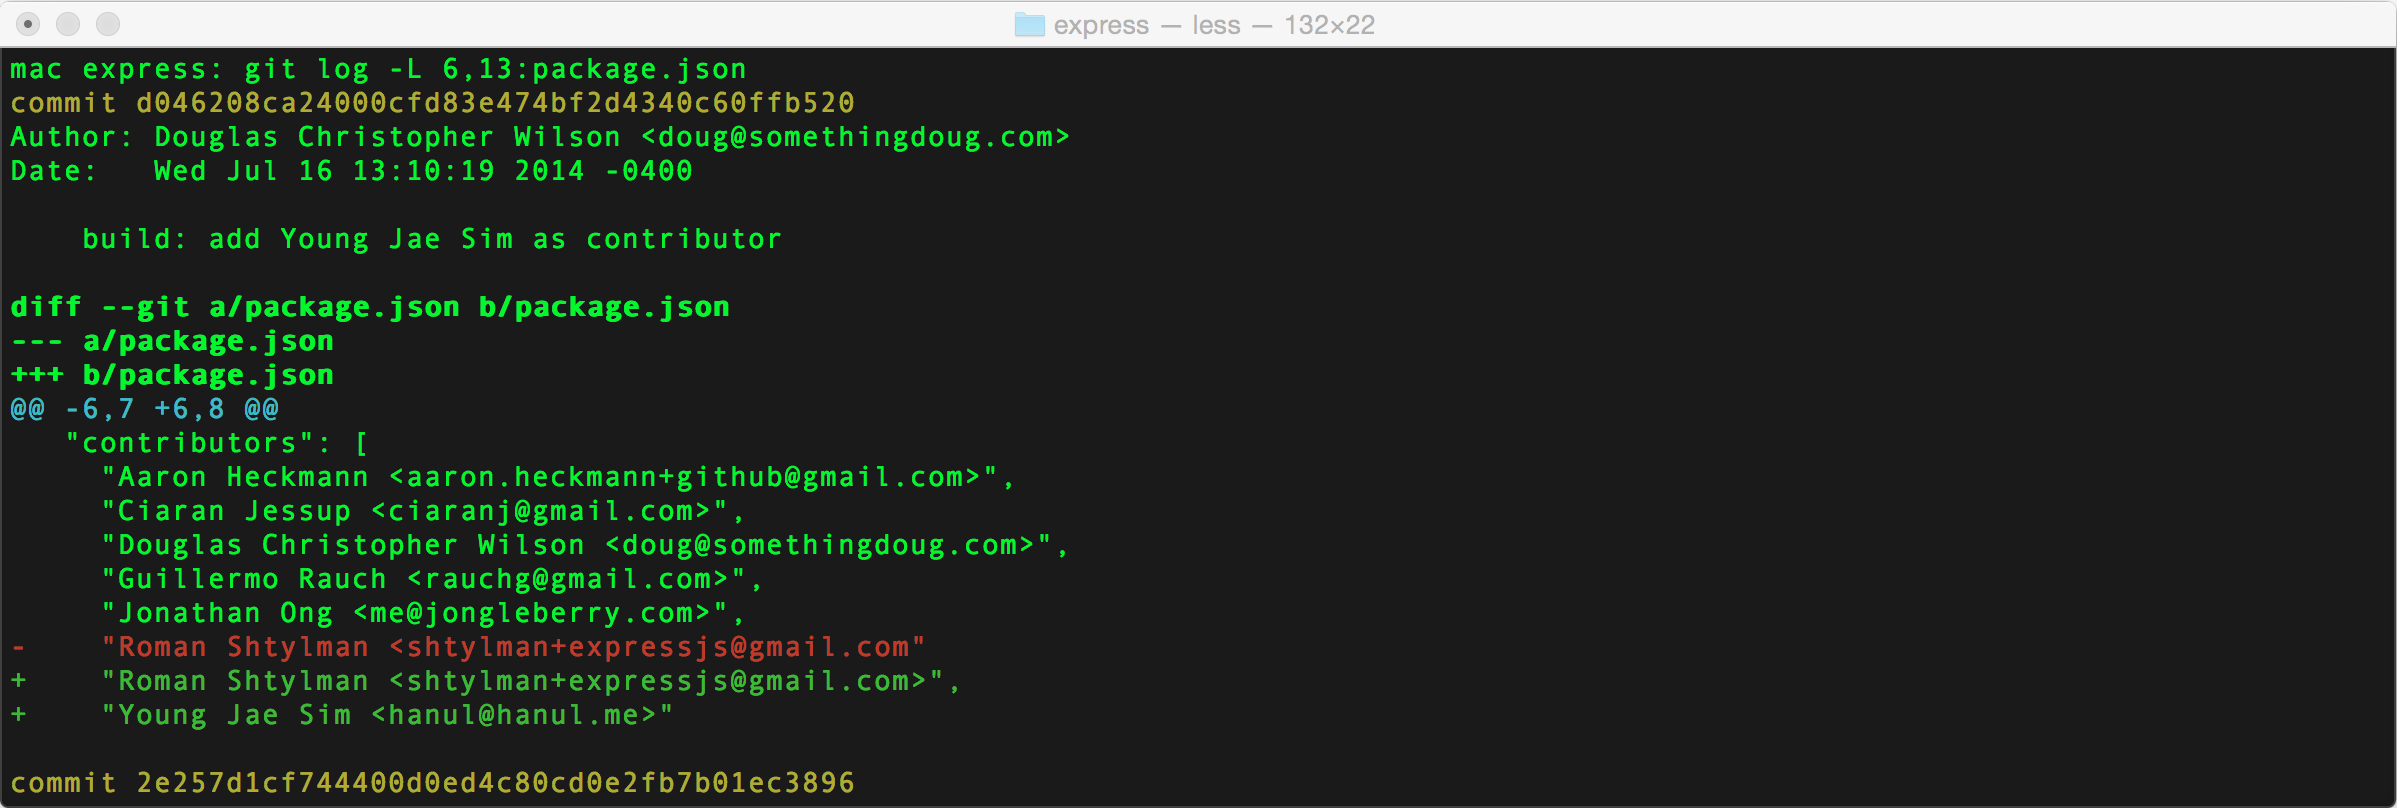 express — less — 132×22
mac express: git log -L 6,13:package.json
commit d046208ca24000cfd83e474bf2d4340c60ffb520
Author: Douglas Christopher Wilson <doug@somethingdoug.com>
Date:   Wed Jul 16 13:10:19 2014 -0400
    build: add Young Jae Sim as contributor
diff --git a/package.json b/package.json
--- a/package.json
+++ b/package.json
@@ -6,7 +6,8 @@
   "contributors": [
     "Aaron Heckmann <aaron.heckmann+github@gmail.com>",
     "Ciaran Jessup <ciaranj@gmail.com>",
     "Douglas Christopher Wilson <doug@somethingdoug.com>",
     "Guillermo Rauch <rauchg@gmail.com>",
     "Jonathan Ong <me@jongleberry.com>",
-    "Roman Shtylman <shtylman+expressjs@gmail.com"
+    "Roman Shtylman <shtylman+expressjs@gmail.com>",
+    "Young Jae Sim <hanul@hanul.me>"
commit 2e257d1cf744400d0ed4c80cd0e2fb7b01ec3896